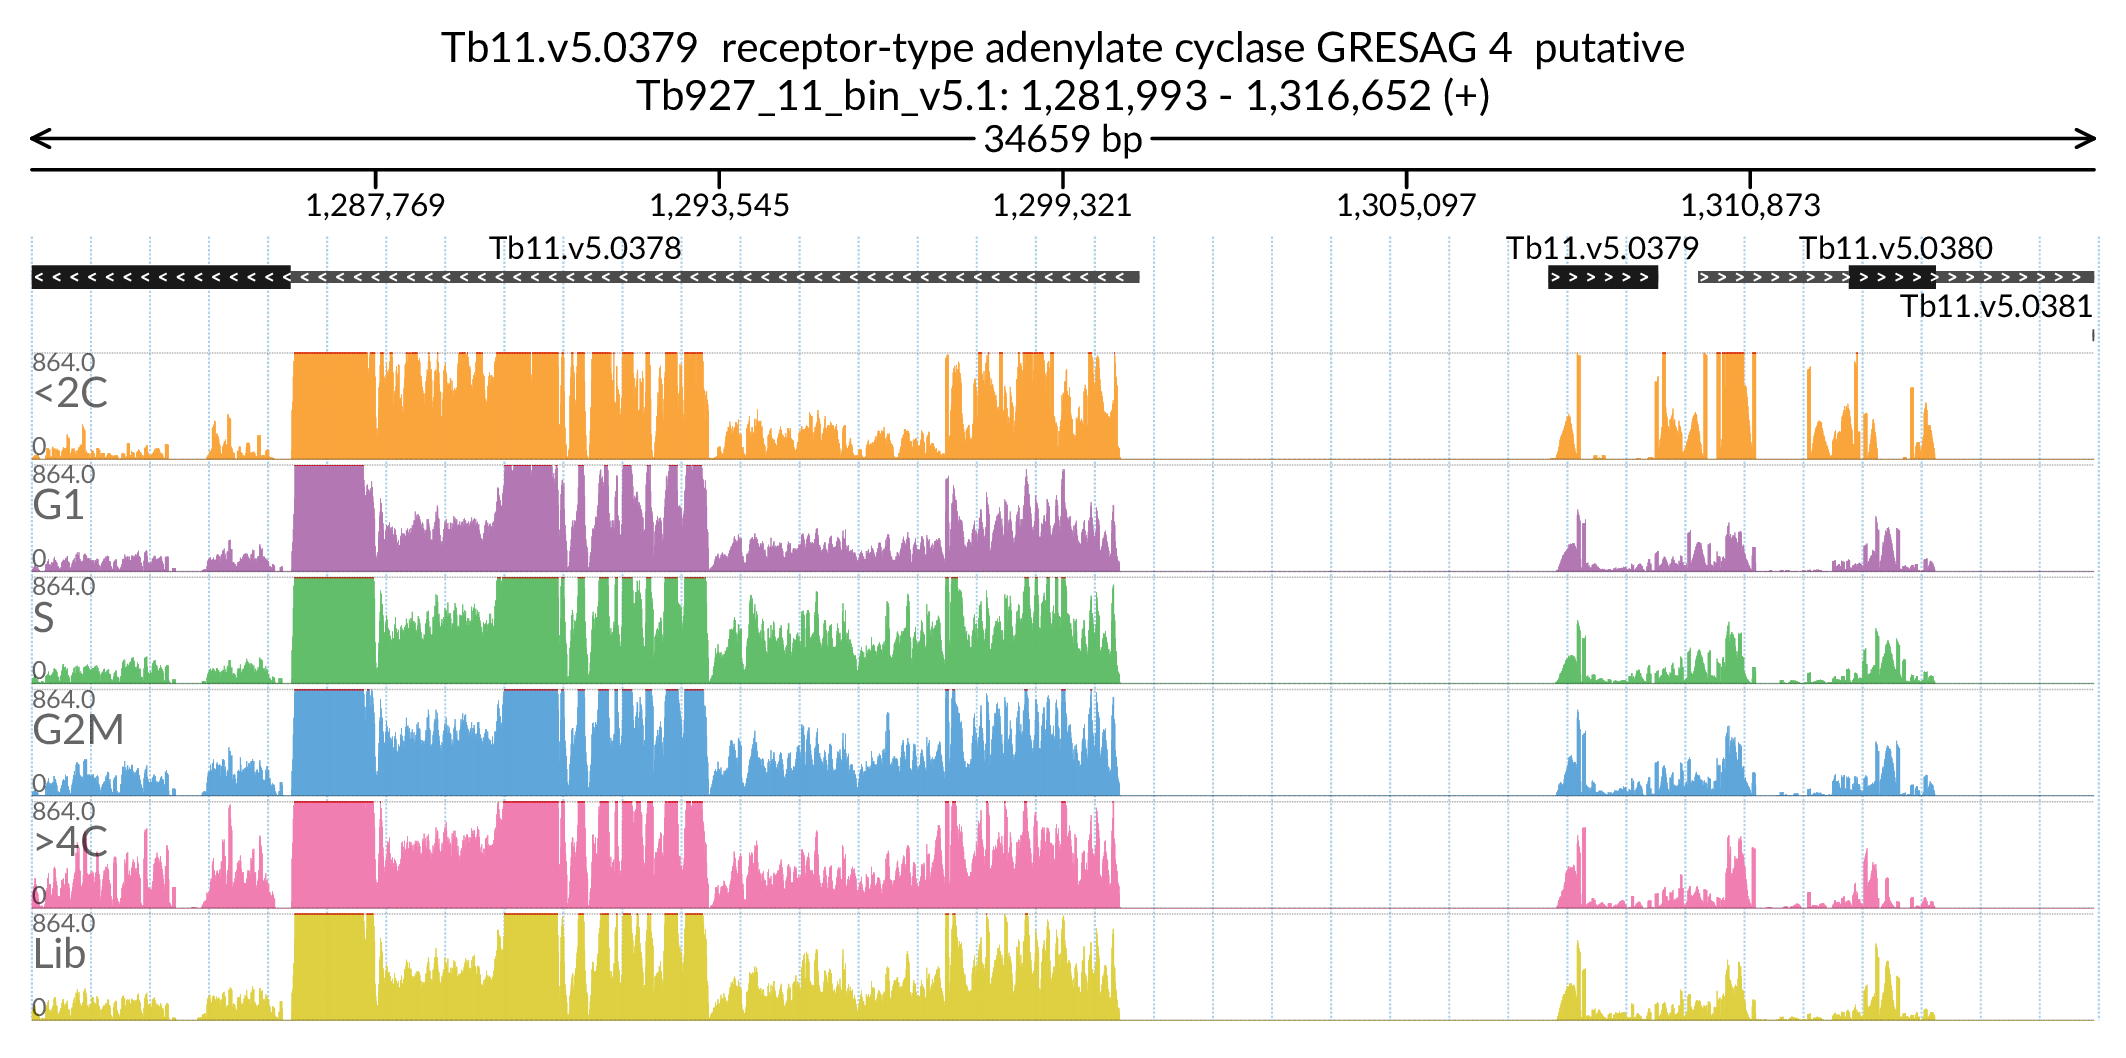 Tb11.v5.0379 receptor-type adenylate cyclase GRESAG 4 putative
Tb927_11_bin_v5.1: 1,281,993 - 1,316,652 (+)
34659 bp
1,287,769 1,293,545 1,299,321 1,305,097 1,310,873
Tb11.v5.0378 Tb11.v5.0379 Tb11.v5.0380
Tb11.v5.0381
864.0
<2C
0
864.0
G1
0
864.0
S
0
864.0
G2M
0
864.0
>4C
0
864.0
Lib
0